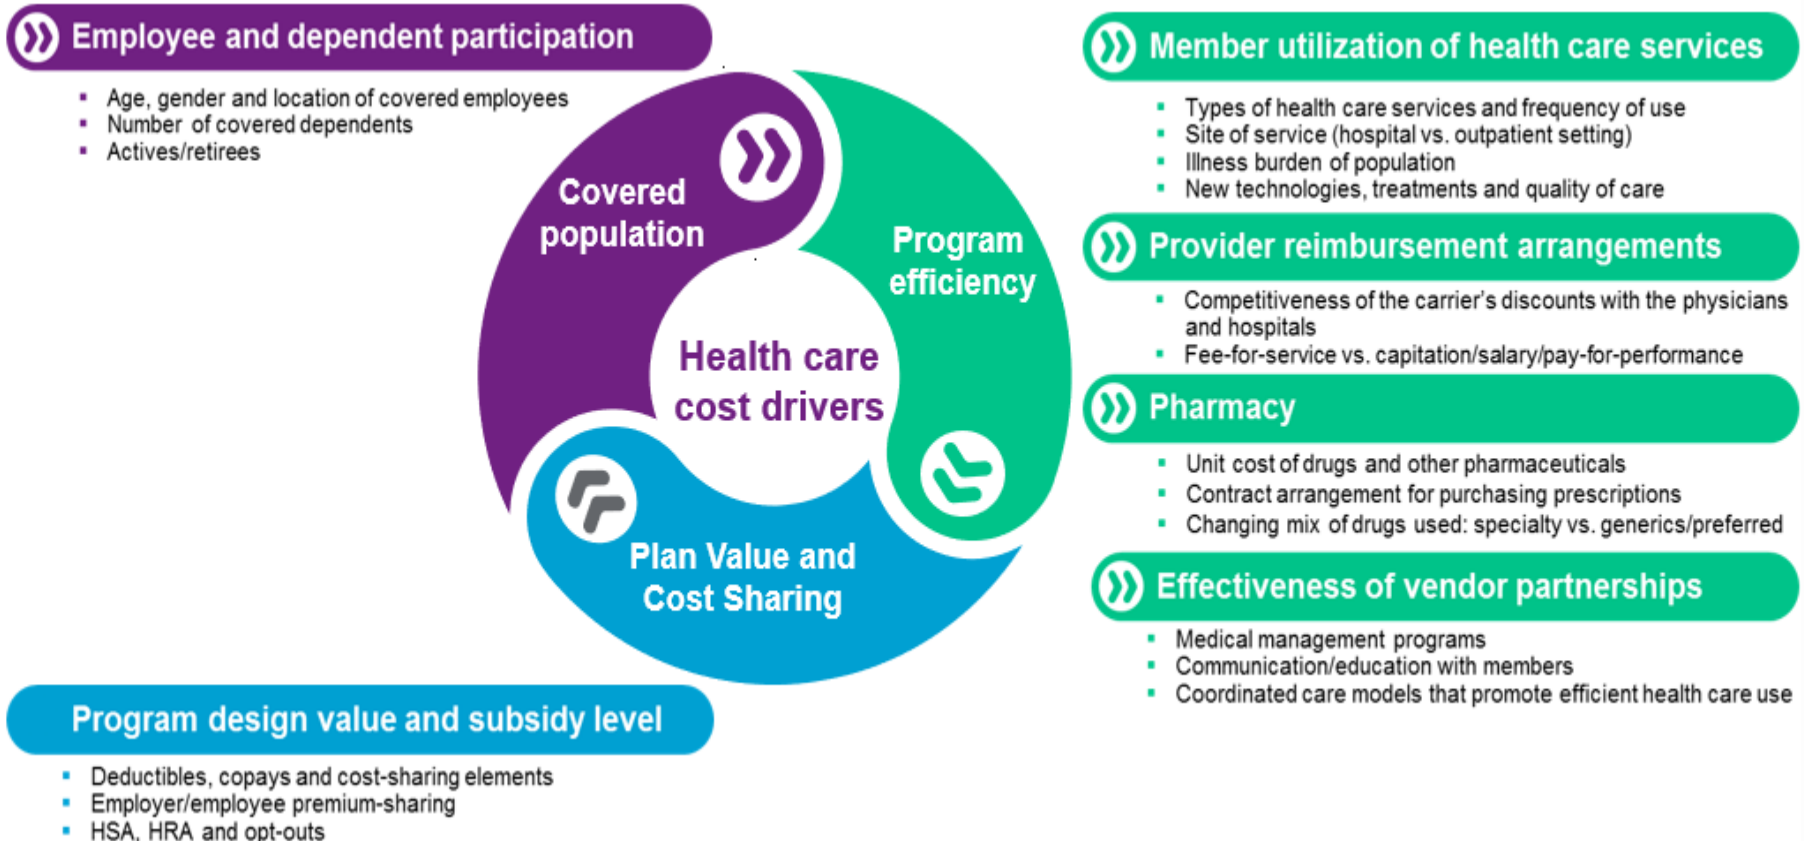 Employee and dependent participation
Age, gender and location of covered employees
Number of covered dependents
Actives/retirees
Covered
population
Program
efficiency
Health care
cost drivers
Plan Value and
Cost Sharing
Program design value and subsidy level
Deductibles, copays and cost-sharing elements
Employer/employee premium-sharing
HSA, HRA and opt-outs
Member utilization of health care services
Types of health care services and frequency of use
Site of service (hospital vs. outpatient setting)
Illness burden of population
New technologies, treatments and quality of care
Provider reimbursement arrangements
Competitiveness of the carrier’s discounts with the physicians
and hospitals
Fee-for-service vs. capitation/salary/pay-for-performance
Pharmacy
Unit cost of drugs and other pharmaceuticals
Contract arrangement for purchasing prescriptions
Changing mix of drugs used: specialty vs. generics/preferred
Effectiveness of vendor partnerships
Medical management programs
Communication/education with members
Coordinated care models that promote efficient health care use